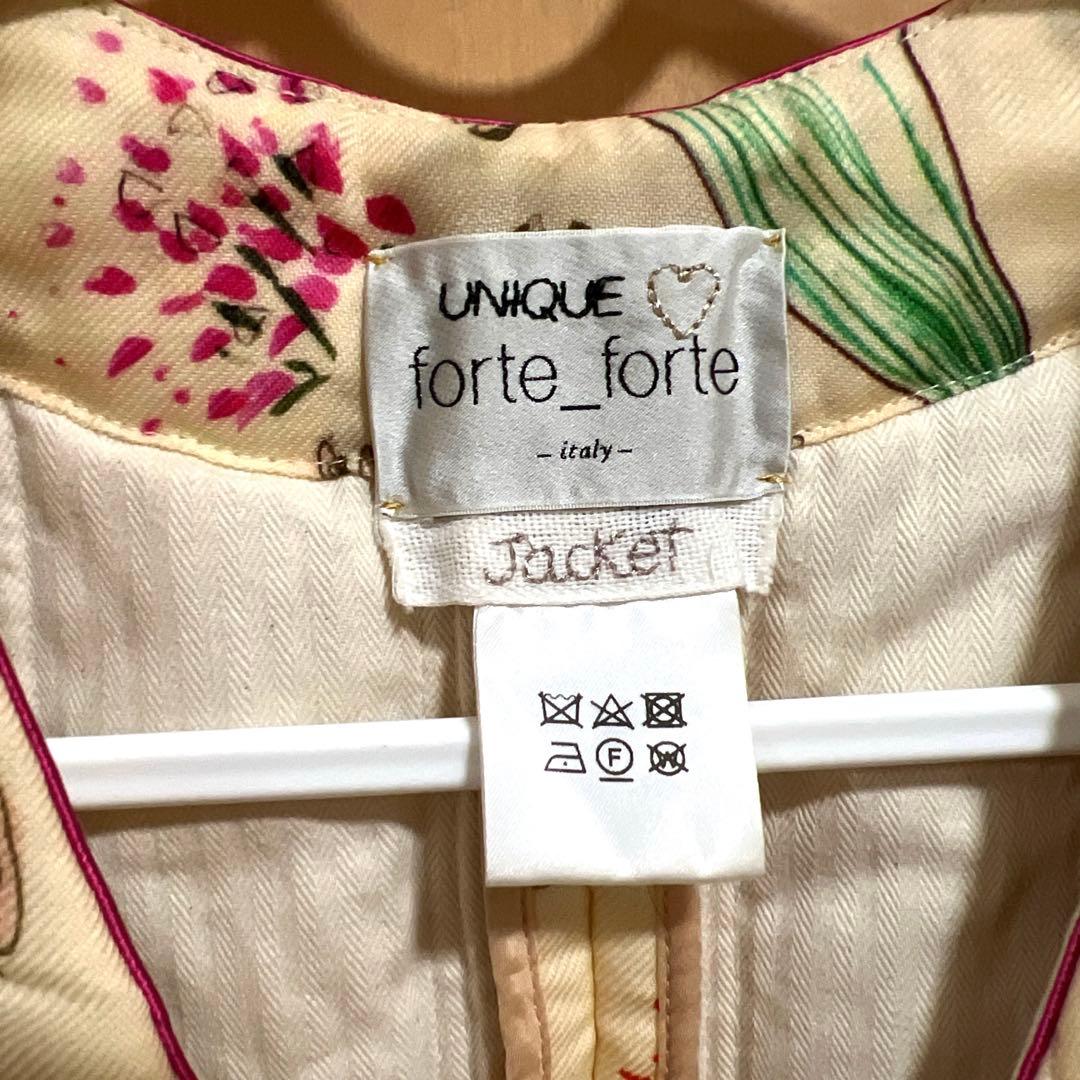 UNIQUE
forte_forte
– italy –
Jacket
F
W